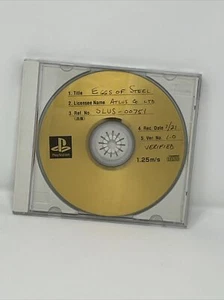 1. Title EGGS OF STEEL
2. Licensee Name ATLUS CO. LTD
3. Ref No. SLUS-00751
4. Rec. Date 1/21
5. Ver No. 1.0
VERIFIED
PlayStation
1.25m/s